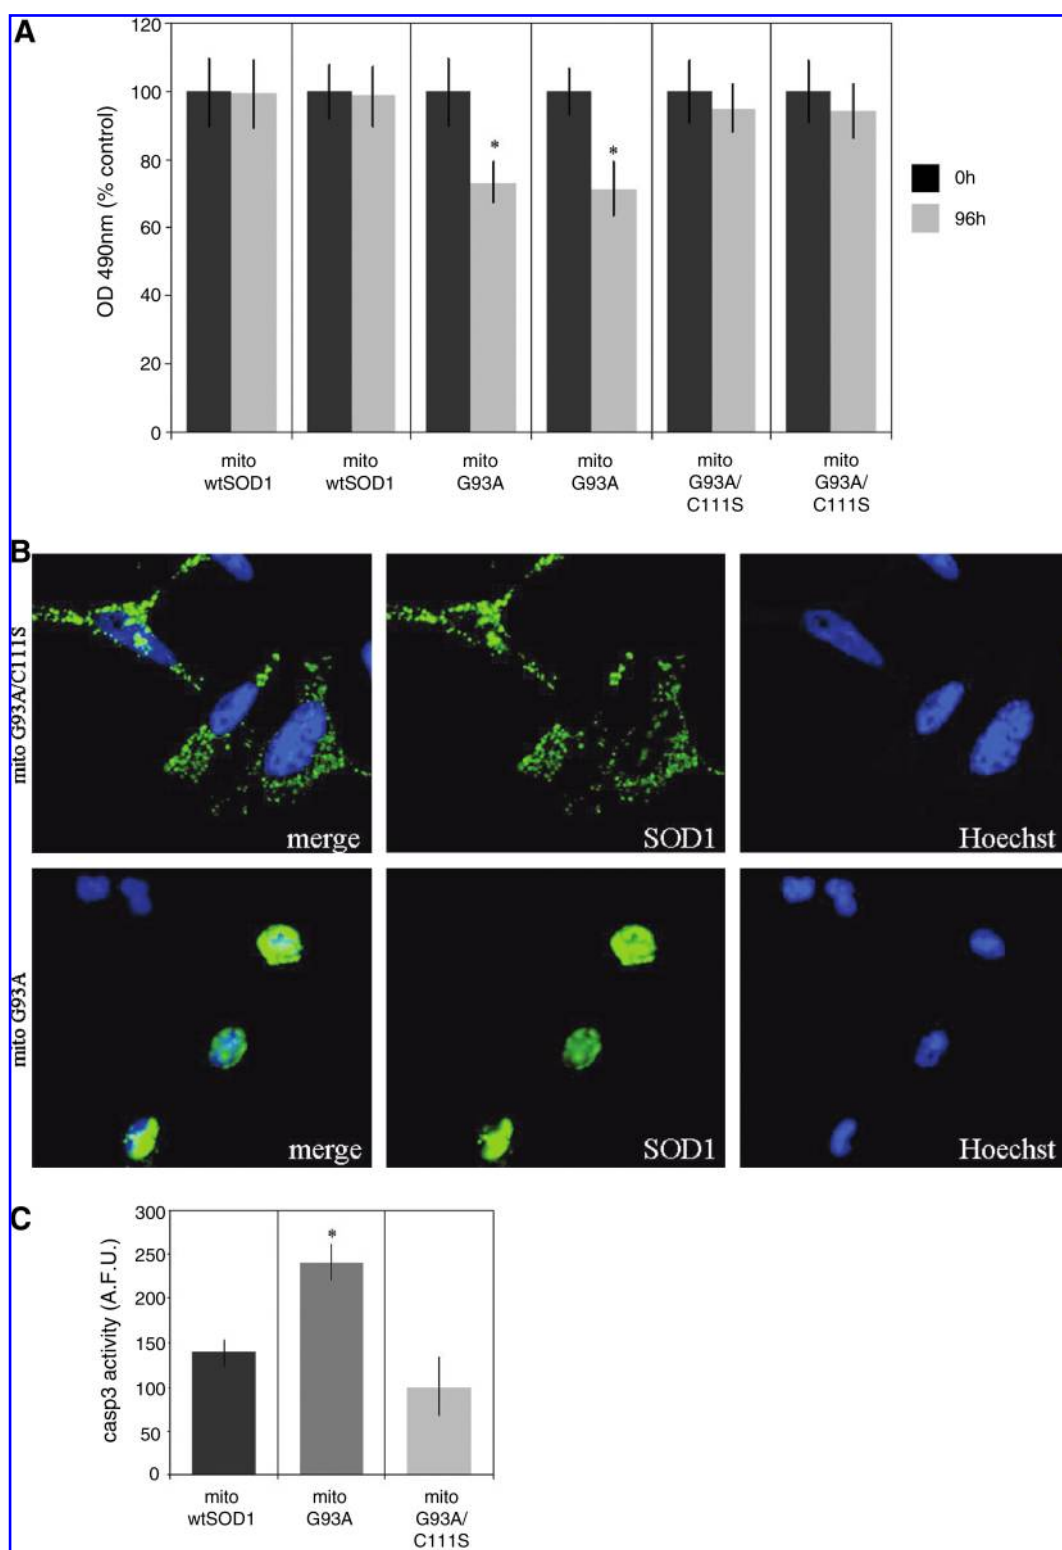 A
120
100
80
60
40
20
0
OD 490nm (% control)
*
*
0h
96h
mito
wtSOD1
mito
wtSOD1
mito
G93A
mito
G93A
mito
G93A/
C111S
mito
G93A/
C111S
B
mito G93A/C111S
merge
SOD1
Hoechst
mito G93A
merge
SOD1
Hoechst
C
300
250
200
150
100
50
0
casp3 activity (A.F.U.)
*
mito
wtSOD1
mito
G93A
mito
G93A/
C111S